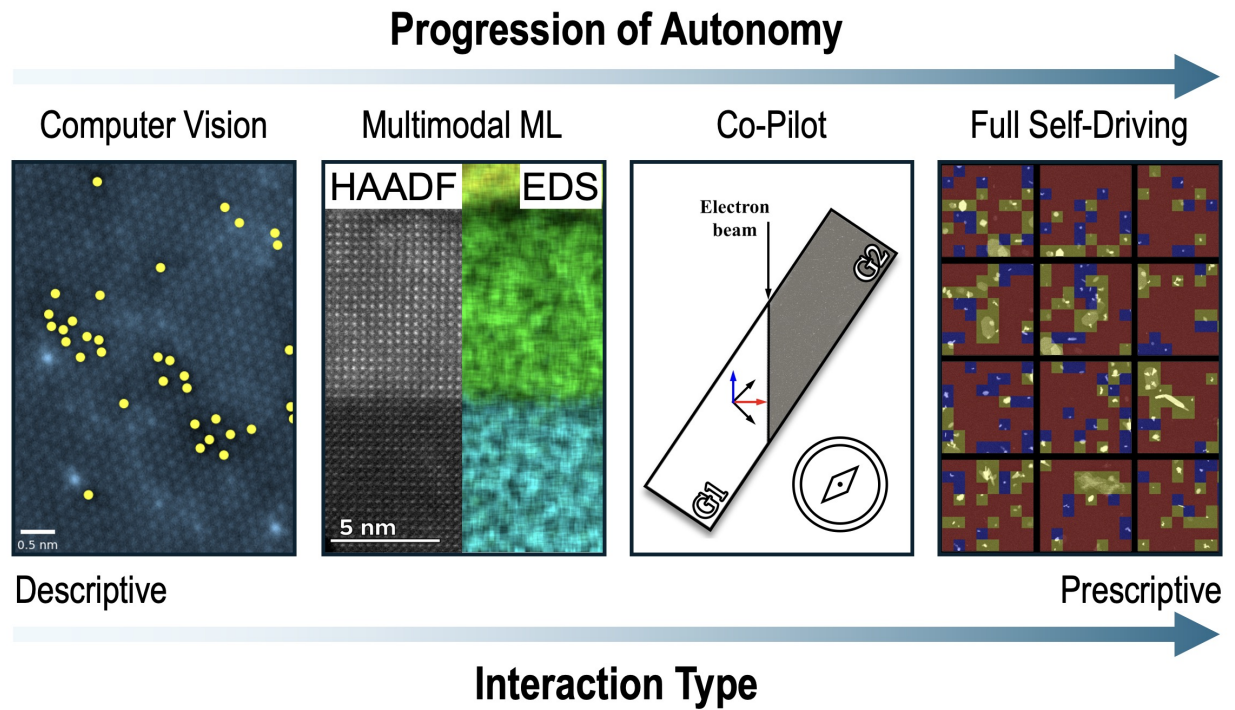 Progression of Autonomy
Computer Vision
Multimodal ML
Co-Pilot
Full Self-Driving
0.5 nm
HAADF
EDS
5 nm
Electron
beam
G2
G1
Descriptive
Prescriptive
Interaction Type